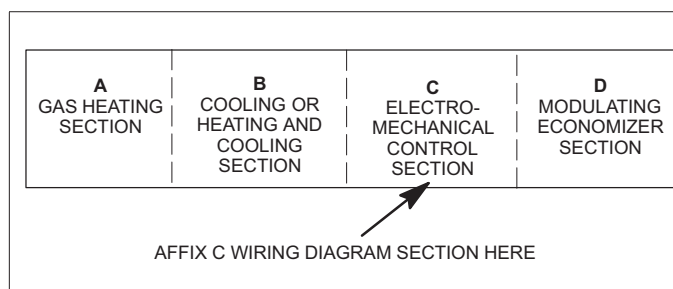 A
GAS HEATING
SECTION
B
COOLING OR
HEATING AND
COOLING
SECTION
C
ELECTRO-
MECHANICAL
CONTROL
SECTION
D
MODULATING
ECONOMIZER
SECTION
AFFIX C WIRING DIAGRAM SECTION HERE